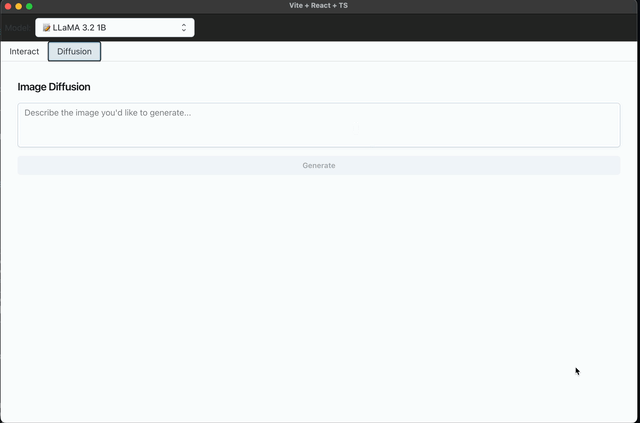 Vite + React + TS
Model: LLaMA 3.2 1B
Interact Diffusion
Image Diffusion
Describe the image you'd like to generate...
Generate